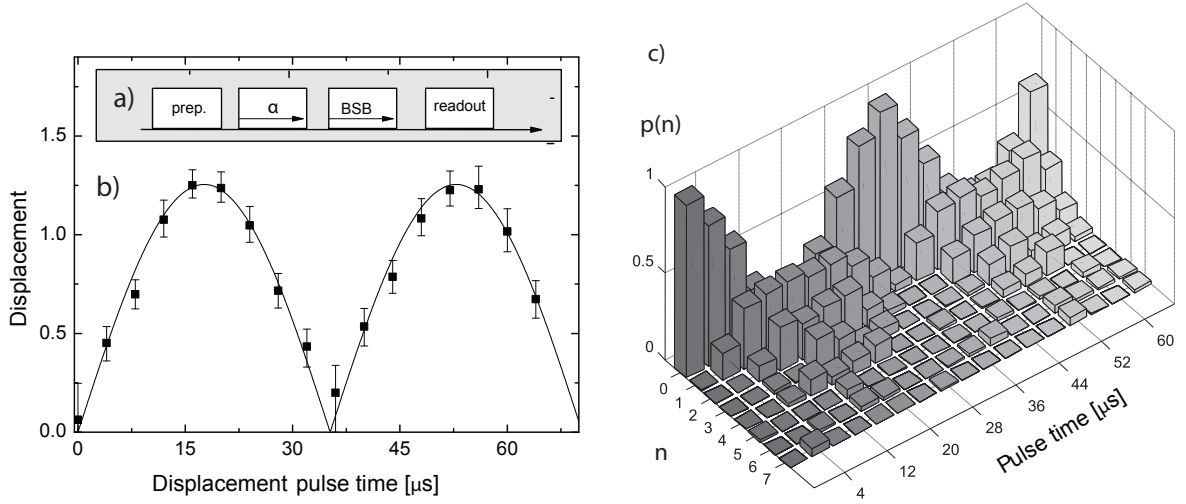 a)
prep.
α
BSB
readout
b)
1.5
1.0
0.5
0.0
Displacement
0
15
30
45
60
Displacement pulse time [μs]
c)
p(n)
1
0.5
0
0
1
2
3
4
5
6
7
n
4
12
20
28
36
44
52
60
Pulse time [μs]